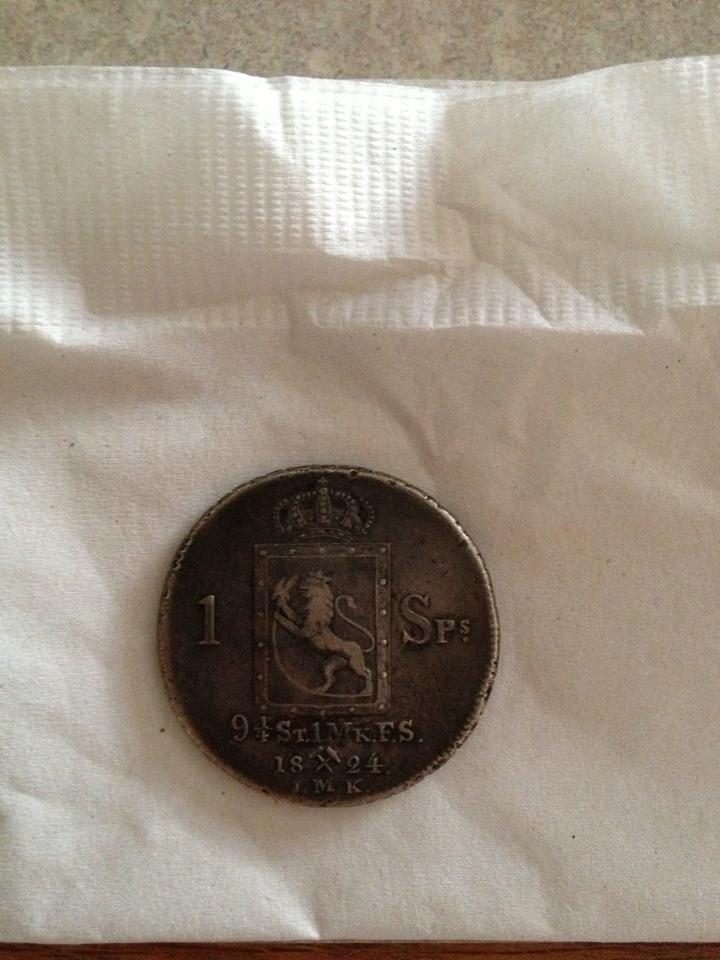 1 Sps.
9¼ St. 1 Mk. F. S.
18 24.
J. M. K.